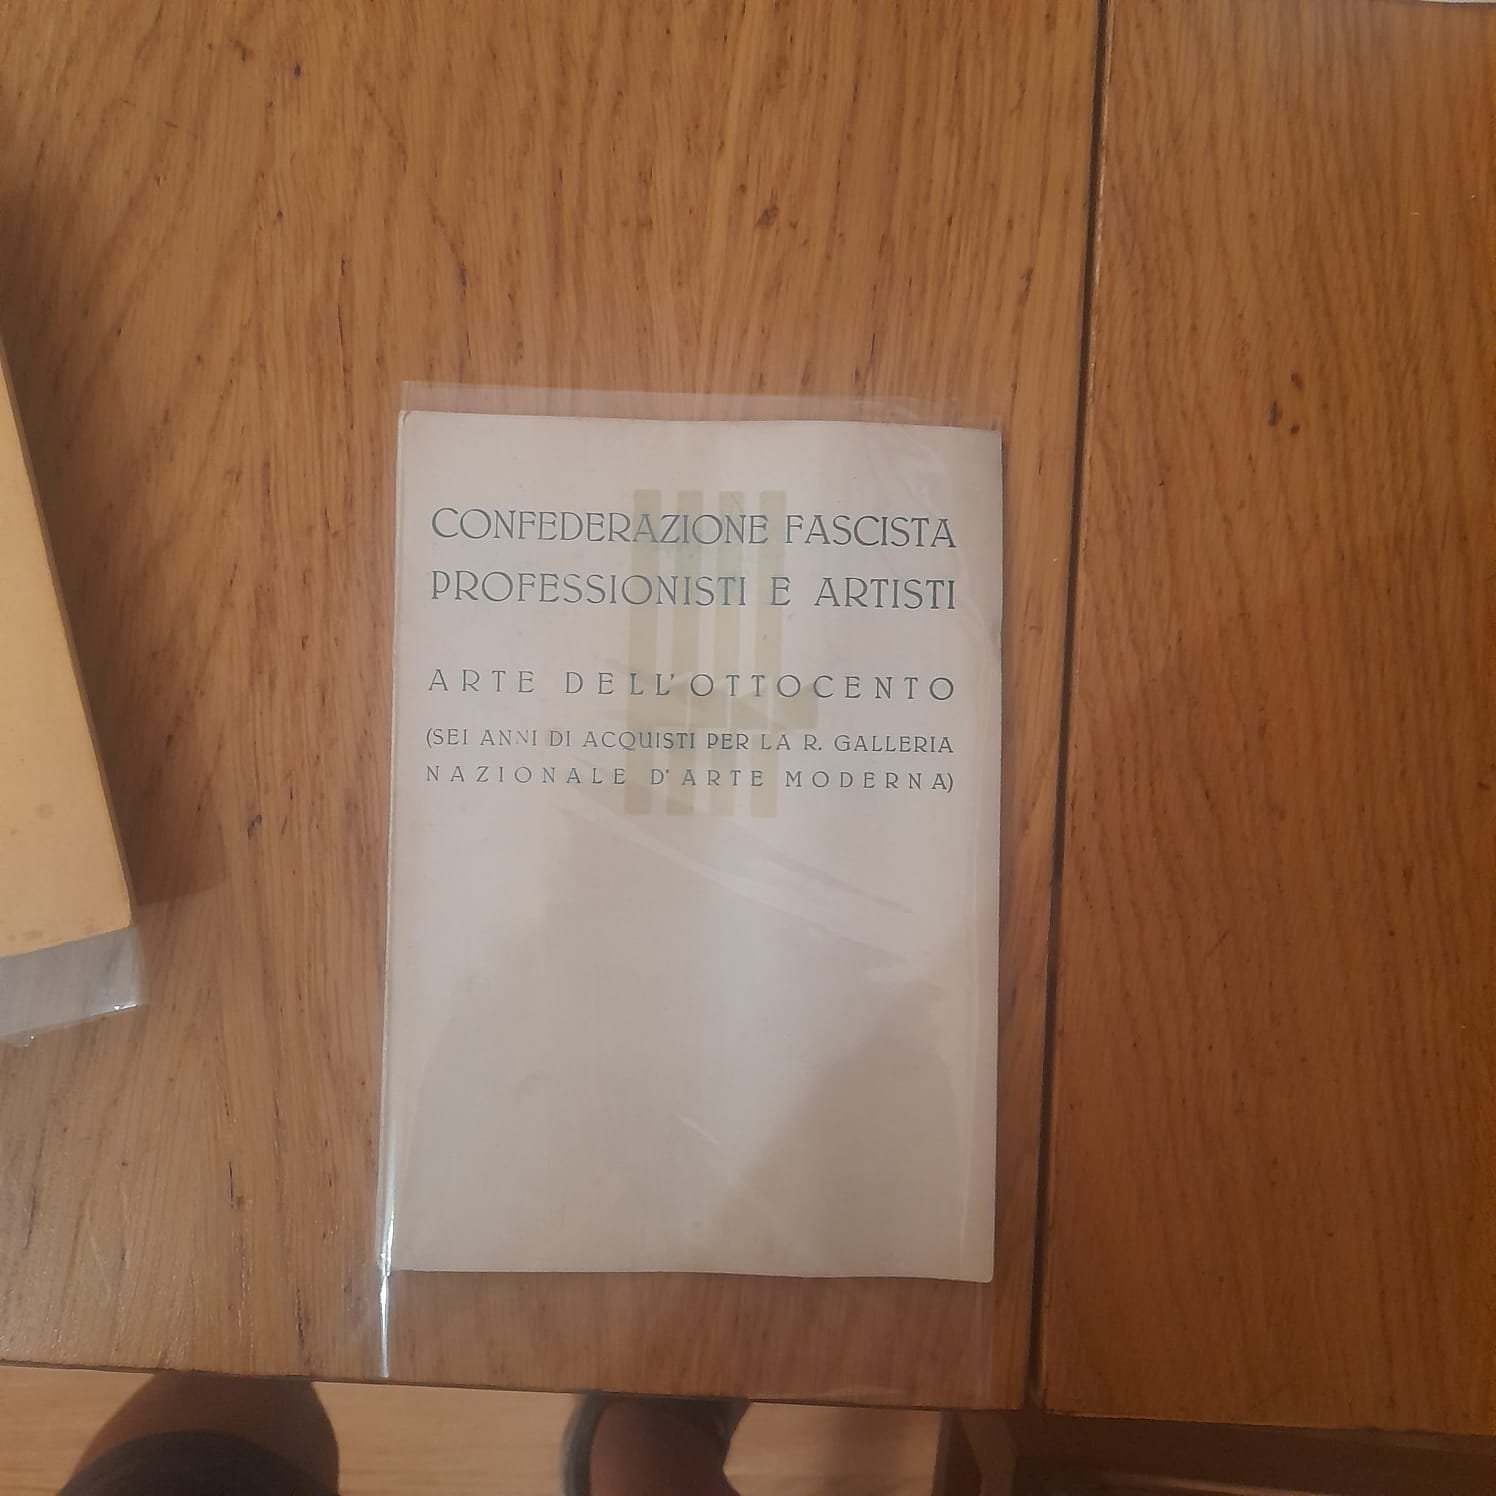 CONFEDERAZIONE FASCISTA
PROFESSIONISTI E ARTISTI
ARTE DELL'OTTOCENTO
(SEI ANNI DI ACQUISTI PER LA R. GALLERIA
NAZIONALE D'ARTE MODERNA)